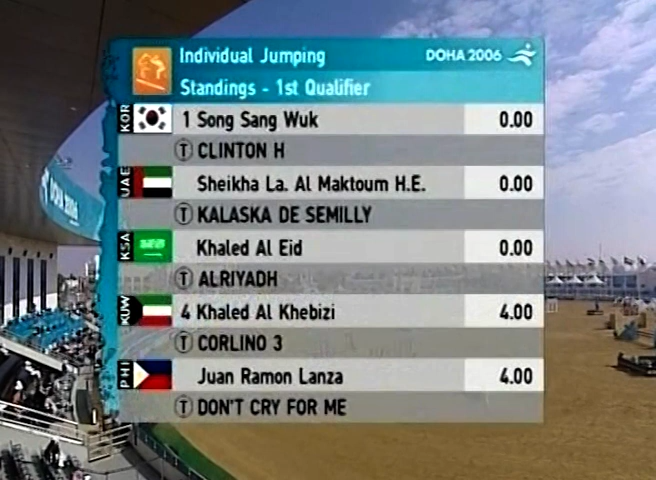 Individual Jumping
DOHA 2006
Standings - 1st Qualifier
KOR 1 Song Sang Wuk 0.00
T CLINTON H
UAE Sheikha La. Al Maktoum H.E. 0.00
T KALASKA DE SEMILLY
KSA Khaled Al Eid 0.00
T ALRIYADH
KUW 4 Khaled Al Khebizi 4.00
T CORLINO 3
PHI Juan Ramon Lanza 4.00
T DON'T CRY FOR ME
DOHA 2006